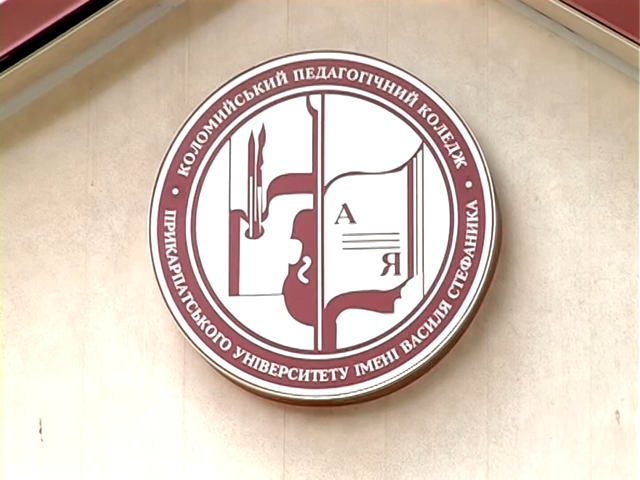 КОЛОМИЙСЬКИЙ ПЕДАГОГІЧНИЙ КОЛЕДЖ
ПРИКАРПАТСЬКОГО УНІВЕРСИТЕТУ ІМЕНІ ВАСИЛЯ СТЕФАНИКА
А
Я